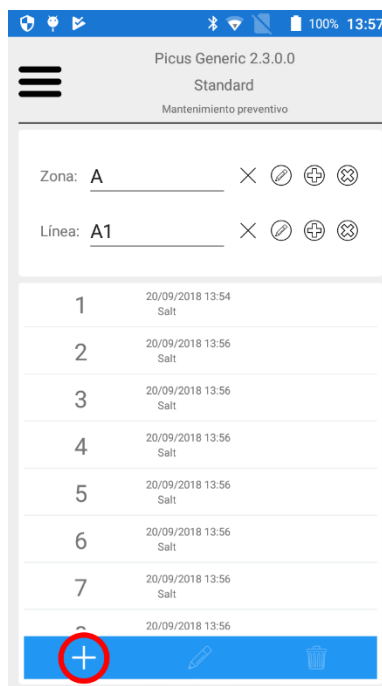 100% 13:57
Picus Generic 2.3.0.0
Standard
Mantenimiento preventivo
Zona: A
Línea: A1
1 20/09/2018 13:54
Salt
2 20/09/2018 13:56
Salt
3 20/09/2018 13:56
Salt
4 20/09/2018 13:56
Salt
5 20/09/2018 13:56
Salt
6 20/09/2018 13:56
Salt
7 20/09/2018 13:56
Salt
20/09/2018 13:56